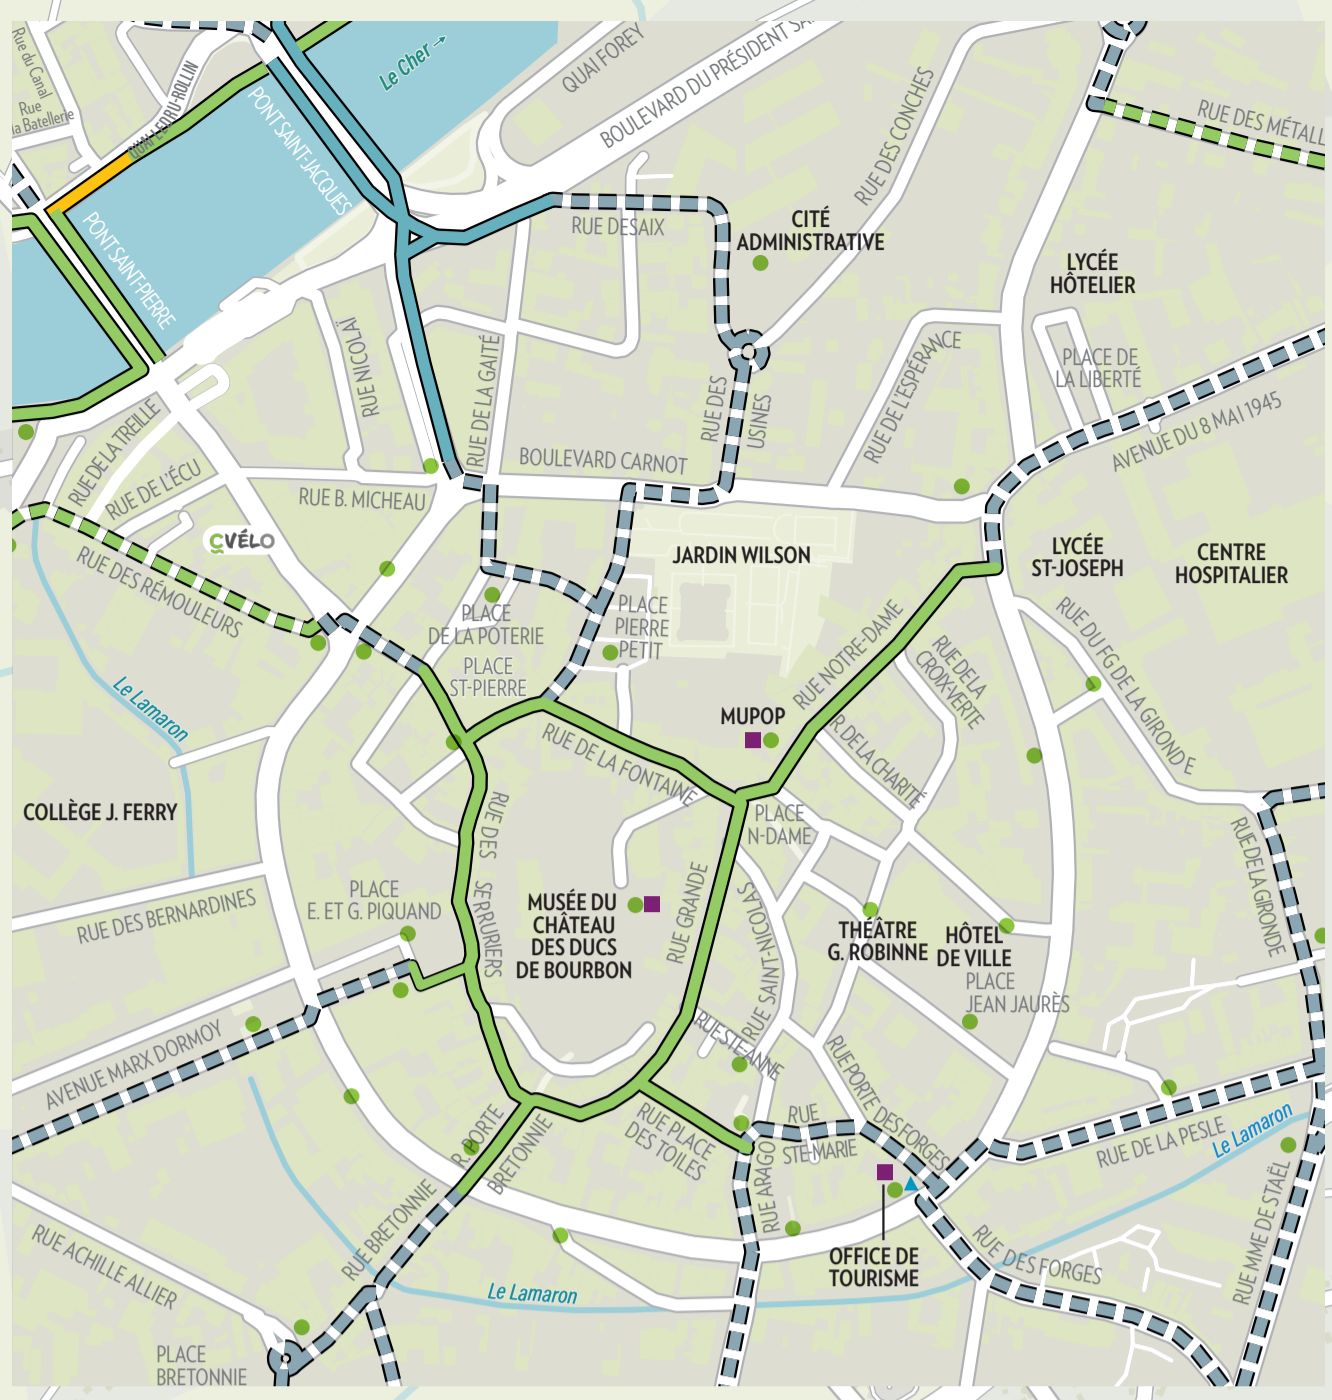 Rue du Canal
Rue
la Batellerie
QUAI LEDRU-ROLLIN
PONT SAINT-JACQUES
Le Cher →
QUAI FOREY
BOULEVARD DU PRÉSIDENT SA
RUE DES CONCHES
RUE DES MÉTALL
PONT SAINT-PIERRE
RUE DESAIX
CITÉ
ADMINISTRATIVE
LYCÉE
HÔTELIER
RUE NICOLAÏ
RUE DE LA GAITÉ
RUE DES
USINES
RUE DE L'ESPÉRANCE
PLACE DE
LA LIBERTÉ
AVENUE DU 8 MAI 1945
RUE DE LA TREILLE
RUE DE L'ÉCU
RUE B. MICHEAU
BOULEVARD CARNOT
CVÉLO
RUE DES RÉMOULEURS
JARDIN WILSON
LYCÉE
ST-JOSEPH
CENTRE
HOSPITALIER
PLACE
DE LA POTERIE
PLACE
PIERRE
PETIT
PLACE
ST-PIERRE
RUE NOTRE-DAME
RUE DE LA
CROIX-VERTE
RUE DU FG DE LA GIRONDE
Le Lamaron
MUPOP
R. DE LA CHARITÉ
RUE DE LA FONTAINE
COLLÈGE J. FERRY
RUE DES SERRURIERS
PLACE
N-DAME
RUE DE LA GIRONDE
RUE DES BERNARDINES
PLACE
E. ET G. PIQUAND
MUSÉE DU
CHÂTEAU
DES DUCS
DE BOURBON
RUE GRANDE
RUE SAINT-NICOLAS
THÉÂTRE
G. ROBINNE
HÔTEL
DE VILLE
PLACE
JEAN JAURÈS
AVENUE MARX DORMOY
RUE STE-ANNE
RUE PORTE DES FORGES
R. PORTE
BRETONNIE
RUE PLACE
DES TOILES
RUE
STE-MARIE
RUE DE LA PESLE
Le Lamaron
RUE ARAGO
RUE MME DE STAËL
RUE BRETONNIE
RUE ACHILLE ALLIER
OFFICE DE
TOURISME
RUE DES FORGES
Le Lamaron
PLACE
BRETONNIE